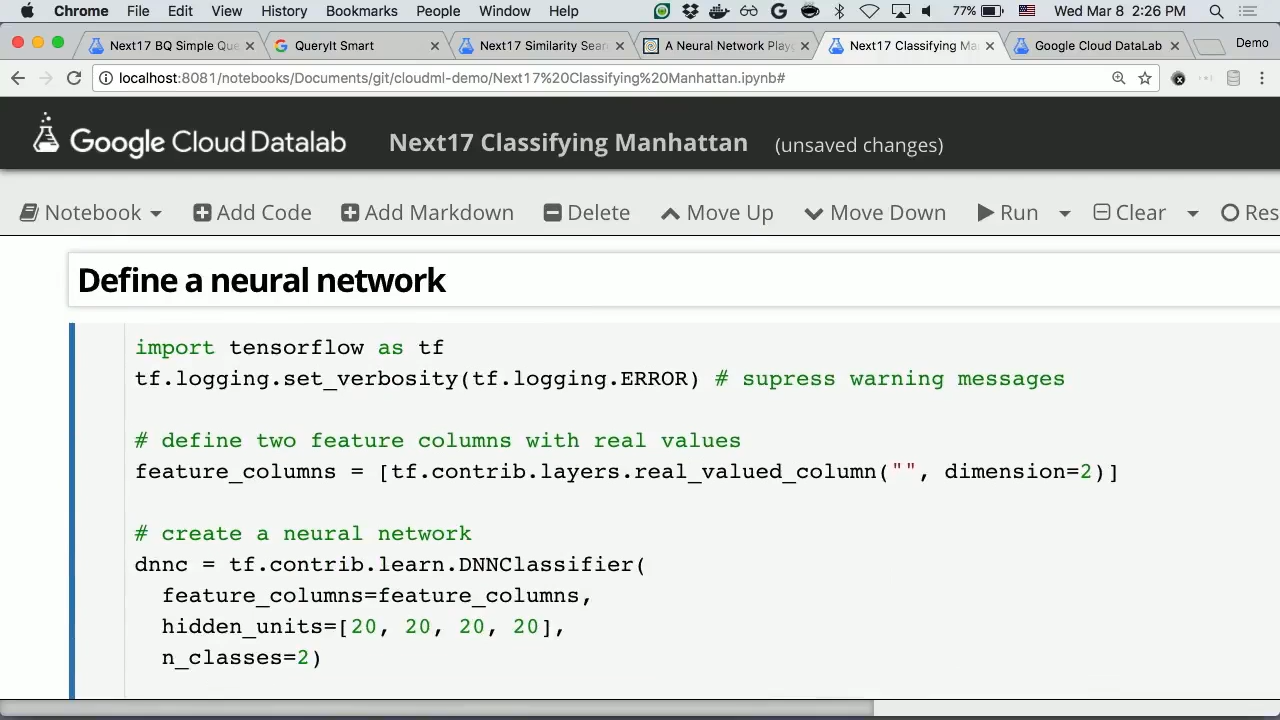 Chrome File Edit View History Bookmarks People Window Help 77% Wed Mar 8 2:26 PM
Next17 BQ Simple Que QueryIt Smart Next17 Similarity Sear A Neural Network Play Next17 Classifying Ma Google Cloud DataLab Demo
localhost:8081/notebooks/Documents/git/cloudml-demo/Next17%20Classifying%20Manhattan.ipynb#
Google Cloud Datalab Next17 Classifying Manhattan (unsaved changes)
Notebook Add Code Add Markdown Delete Move Up Move Down Run Clear Res
Define a neural network
import tensorflow as tf
tf.logging.set_verbosity(tf.logging.ERROR) # supress warning messages
# define two feature columns with real values
feature_columns = [tf.contrib.layers.real_valued_column("", dimension=2)]
# create a neural network
dnnc = tf.contrib.learn.DNNClassifier(
feature_columns=feature_columns,
hidden_units=[20, 20, 20, 20],
n_classes=2)